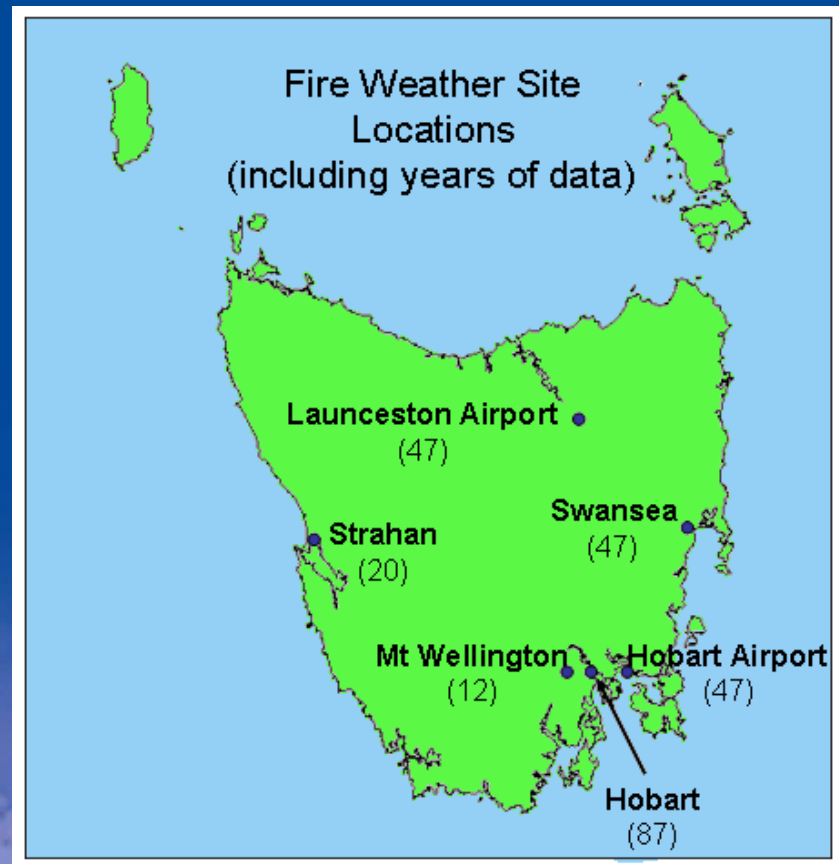 Fire Weather Site
Locations
(including years of data)
Launceston Airport
(47)
Swansea
(47)
Strahan
(20)
Mt Wellington
(12)
Hobart Airport
(47)
Hobart
(87)